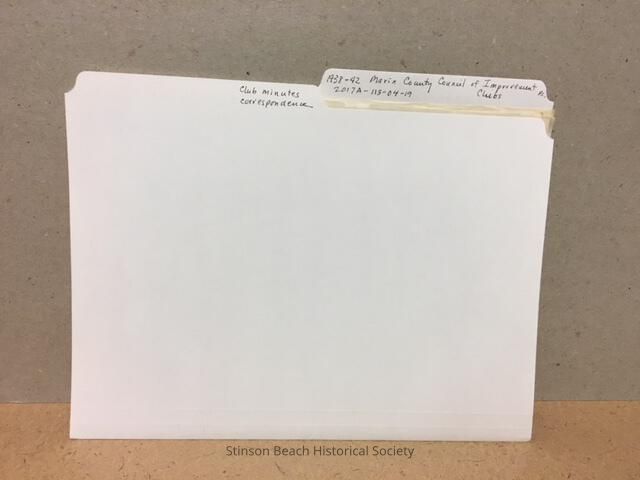 Club minutes
correspondence
1938-42 Marin County Council of Improvement
Clubs
2017A-113-04-19
Stinson Beach Historical Society